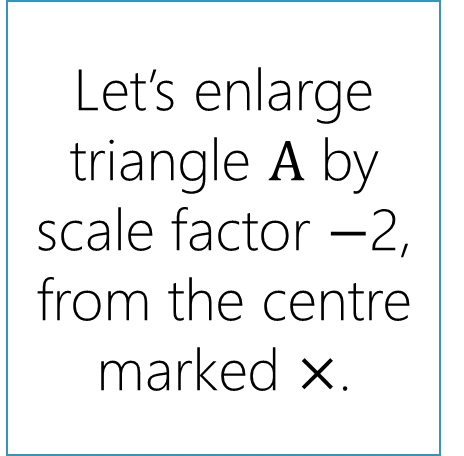 Let's enlarge
triangle A by
scale factor −2,
from the centre
marked ×.